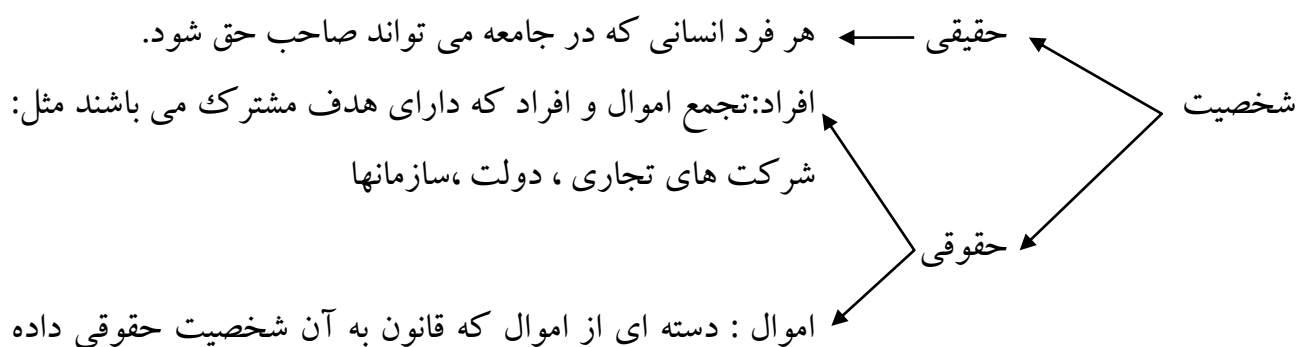 حقیقی هر فرد انسانی که در جامعه می تواند صاحب حق شود.
شخصیت افراد:تجمع اموال و افراد که دارای هدف مشترک می باشند مثل:
شرکت های تجاری ، دولت ،سازمانها
حقوقی
اموال : دسته ای از اموال که قانون به آن شخصیت حقوقی داده